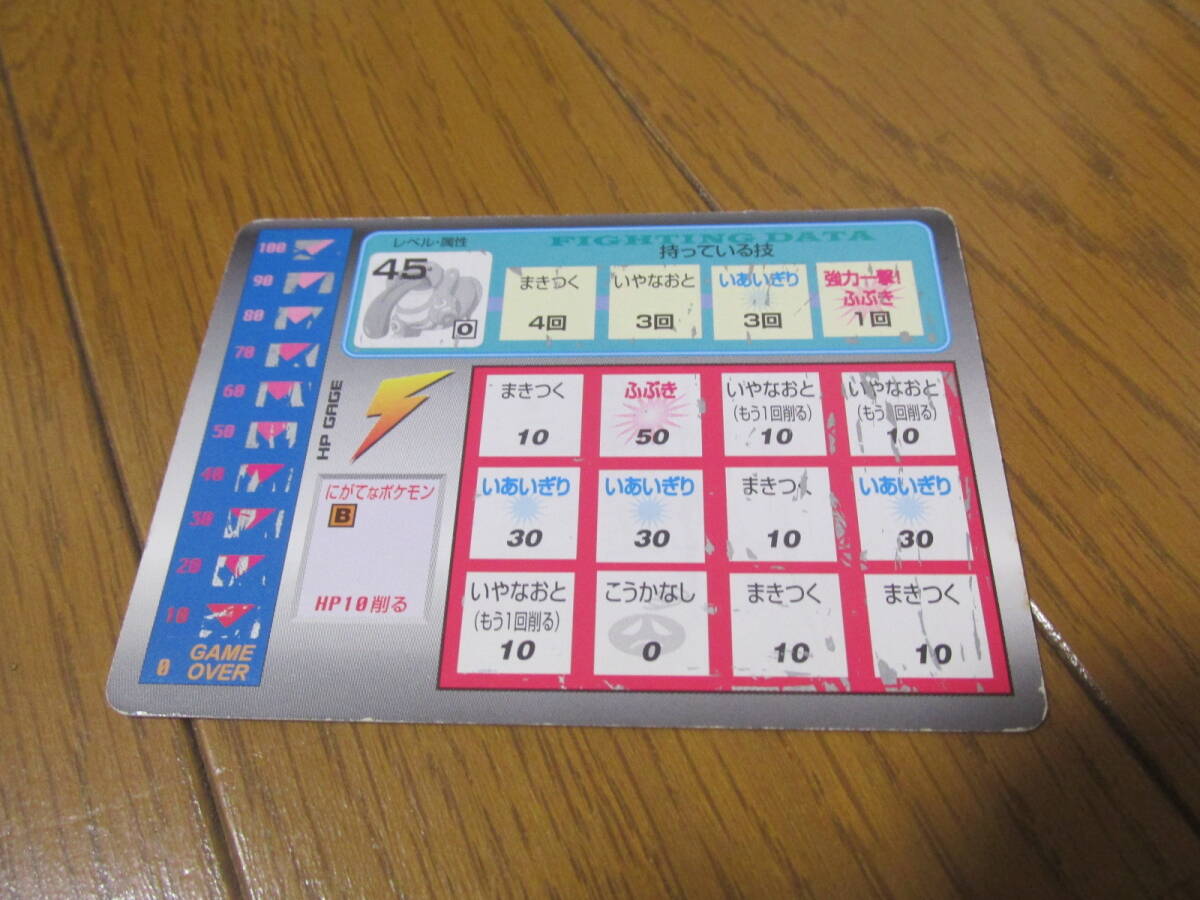 100
90
80
70
60
50
40
30
20
10
0
GAME
OVER
HP GAGE
レベル・属性
45
O
FIGHTING DATA
持っている技
まきつく
4回
いやなおと
3回
いあいぎり
3回
強力一撃!
ふぶき
1回
にがてなポケモン
B
HP10削る
まきつく
10
ふぶき
50
いやなおと
(もう1回削る)
10
いやなおと
(もう1回削る)
10
いあいぎり
30
いあいぎり
30
まきつく
10
いあいぎり
30
いやなおと
(もう1回削る)
10
こうかなし
0
まきつく
10
まきつく
10